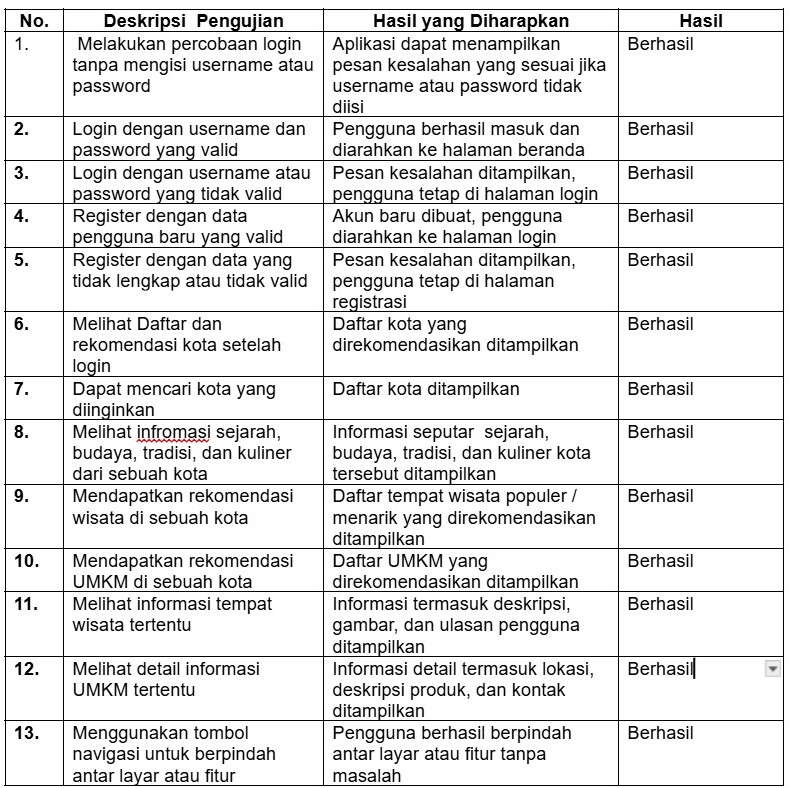 No. Deskripsi Pengujian Hasil yang Diharapkan Hasil
1. Melakukan percobaan login Aplikasi dapat menampilkan Berhasil
tanpa mengisi username atau pesan kesalahan yang sesuai jika
password username atau password tidak
diisi
2. Login dengan username dan Pengguna berhasil masuk dan Berhasil
password yang valid diarahkan ke halaman beranda
3. Login dengan username atau Pesan kesalahan ditampilkan, Berhasil
password yang tidak valid pengguna tetap di halaman login
4. Register dengan data Akun baru dibuat, pengguna Berhasil
pengguna baru yang valid diarahkan ke halaman login
5. Register dengan data yang Pesan kesalahan ditampilkan, Berhasil
tidak lengkap atau tidak valid pengguna tetap di halaman
registrasi
6. Melihat Daftar dan Daftar kota yang Berhasil
rekomendasi kota setelah direkomendasikan ditampilkan
login
7. Dapat mencari kota yang Daftar kota ditampilkan Berhasil
diinginkan
8. Melihat infromasi sejarah, Informasi seputar sejarah, Berhasil
budaya, tradisi, dan kuliner budaya, tradisi, dan kuliner kota
dari sebuah kota tersebut ditampilkan
9. Mendapatkan rekomendasi Daftar tempat wisata populer / Berhasil
wisata di sebuah kota menarik yang direkomendasikan
ditampilkan
10. Mendapatkan rekomendasi Daftar UMKM yang Berhasil
UMKM di sebuah kota direkomendasikan ditampilkan
11. Melihat informasi tempat Informasi termasuk deskripsi, Berhasil
wisata tertentu gambar, dan ulasan pengguna
ditampilkan
12. Melihat detail informasi Informasi detail termasuk lokasi, Berhasil
UMKM tertentu deskripsi produk, dan kontak
ditampilkan
13. Menggunakan tombol Pengguna berhasil berpindah Berhasil
navigasi untuk berpindah antar layar atau fitur tanpa
antar layar atau fitur masalah